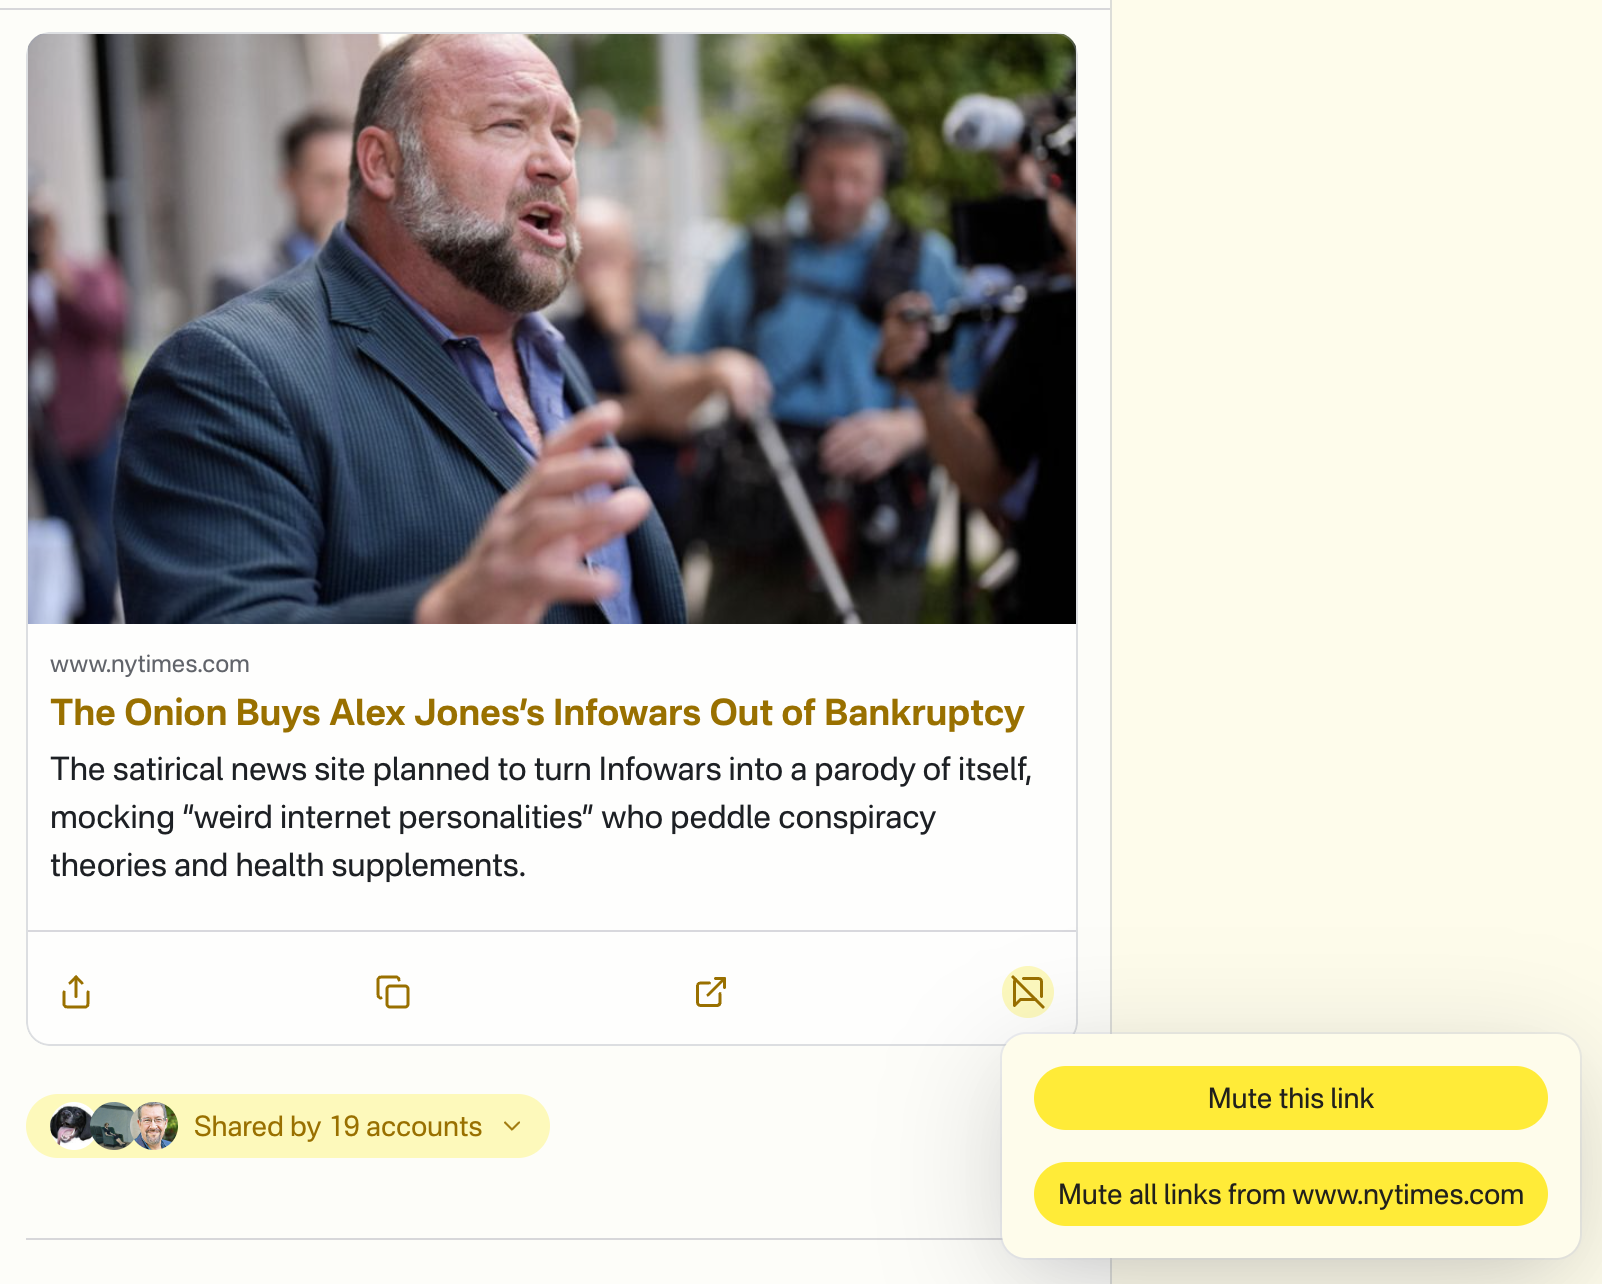 www.nytimes.com
The Onion Buys Alex Jones’s Infowars Out of Bankruptcy
The satirical news site planned to turn Infowars into a parody of itself,
mocking “weird internet personalities” who peddle conspiracy
theories and health supplements.
Shared by 19 accounts
Mute this link
Mute all links from www.nytimes.com